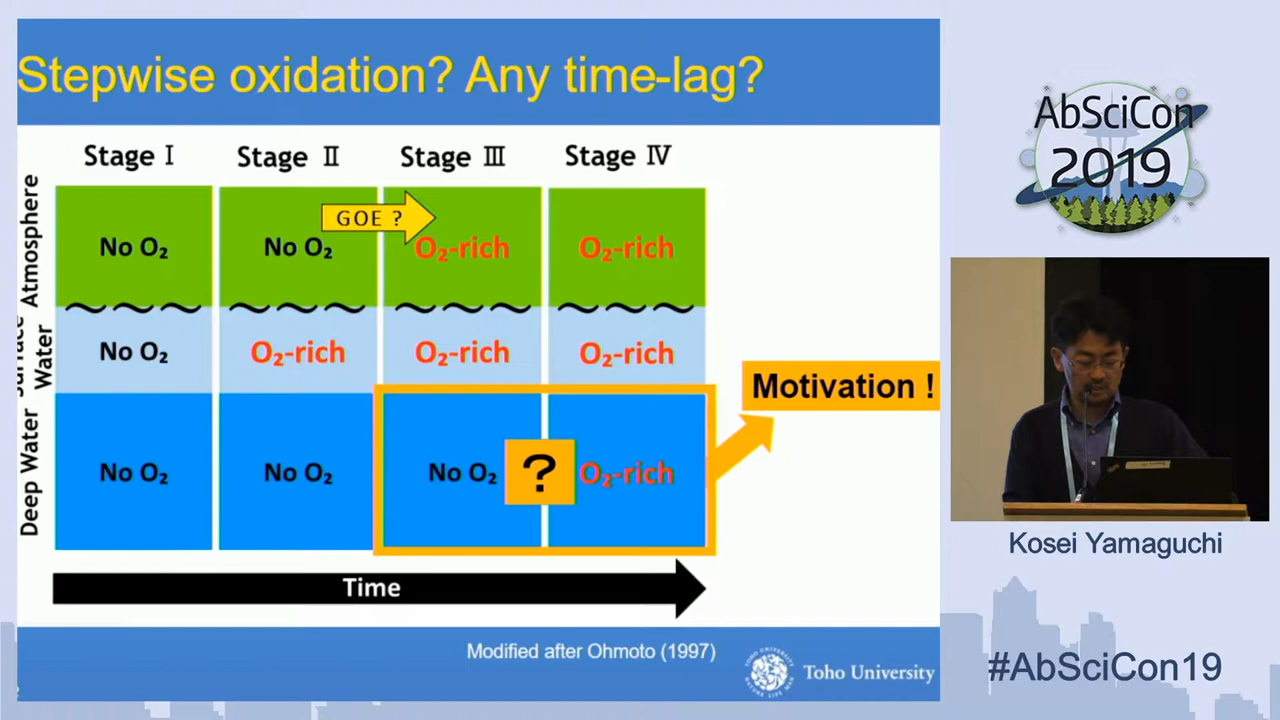 Stepwise oxidation? Any time-lag?
Stage Ⅰ
Stage Ⅱ
Stage Ⅲ
Stage Ⅳ
Atmosphere
No O₂
No O₂
GOE ?
O₂-rich
O₂-rich
Surface Water
No O₂
O₂-rich
O₂-rich
O₂-rich
Deep Water
No O₂
No O₂
No O₂
?
O₂-rich
Motivation !
Time
Modified after Ohmoto (1997)
Toho University
AbSciCon
2019
Kosei Yamaguchi
#AbSciCon19